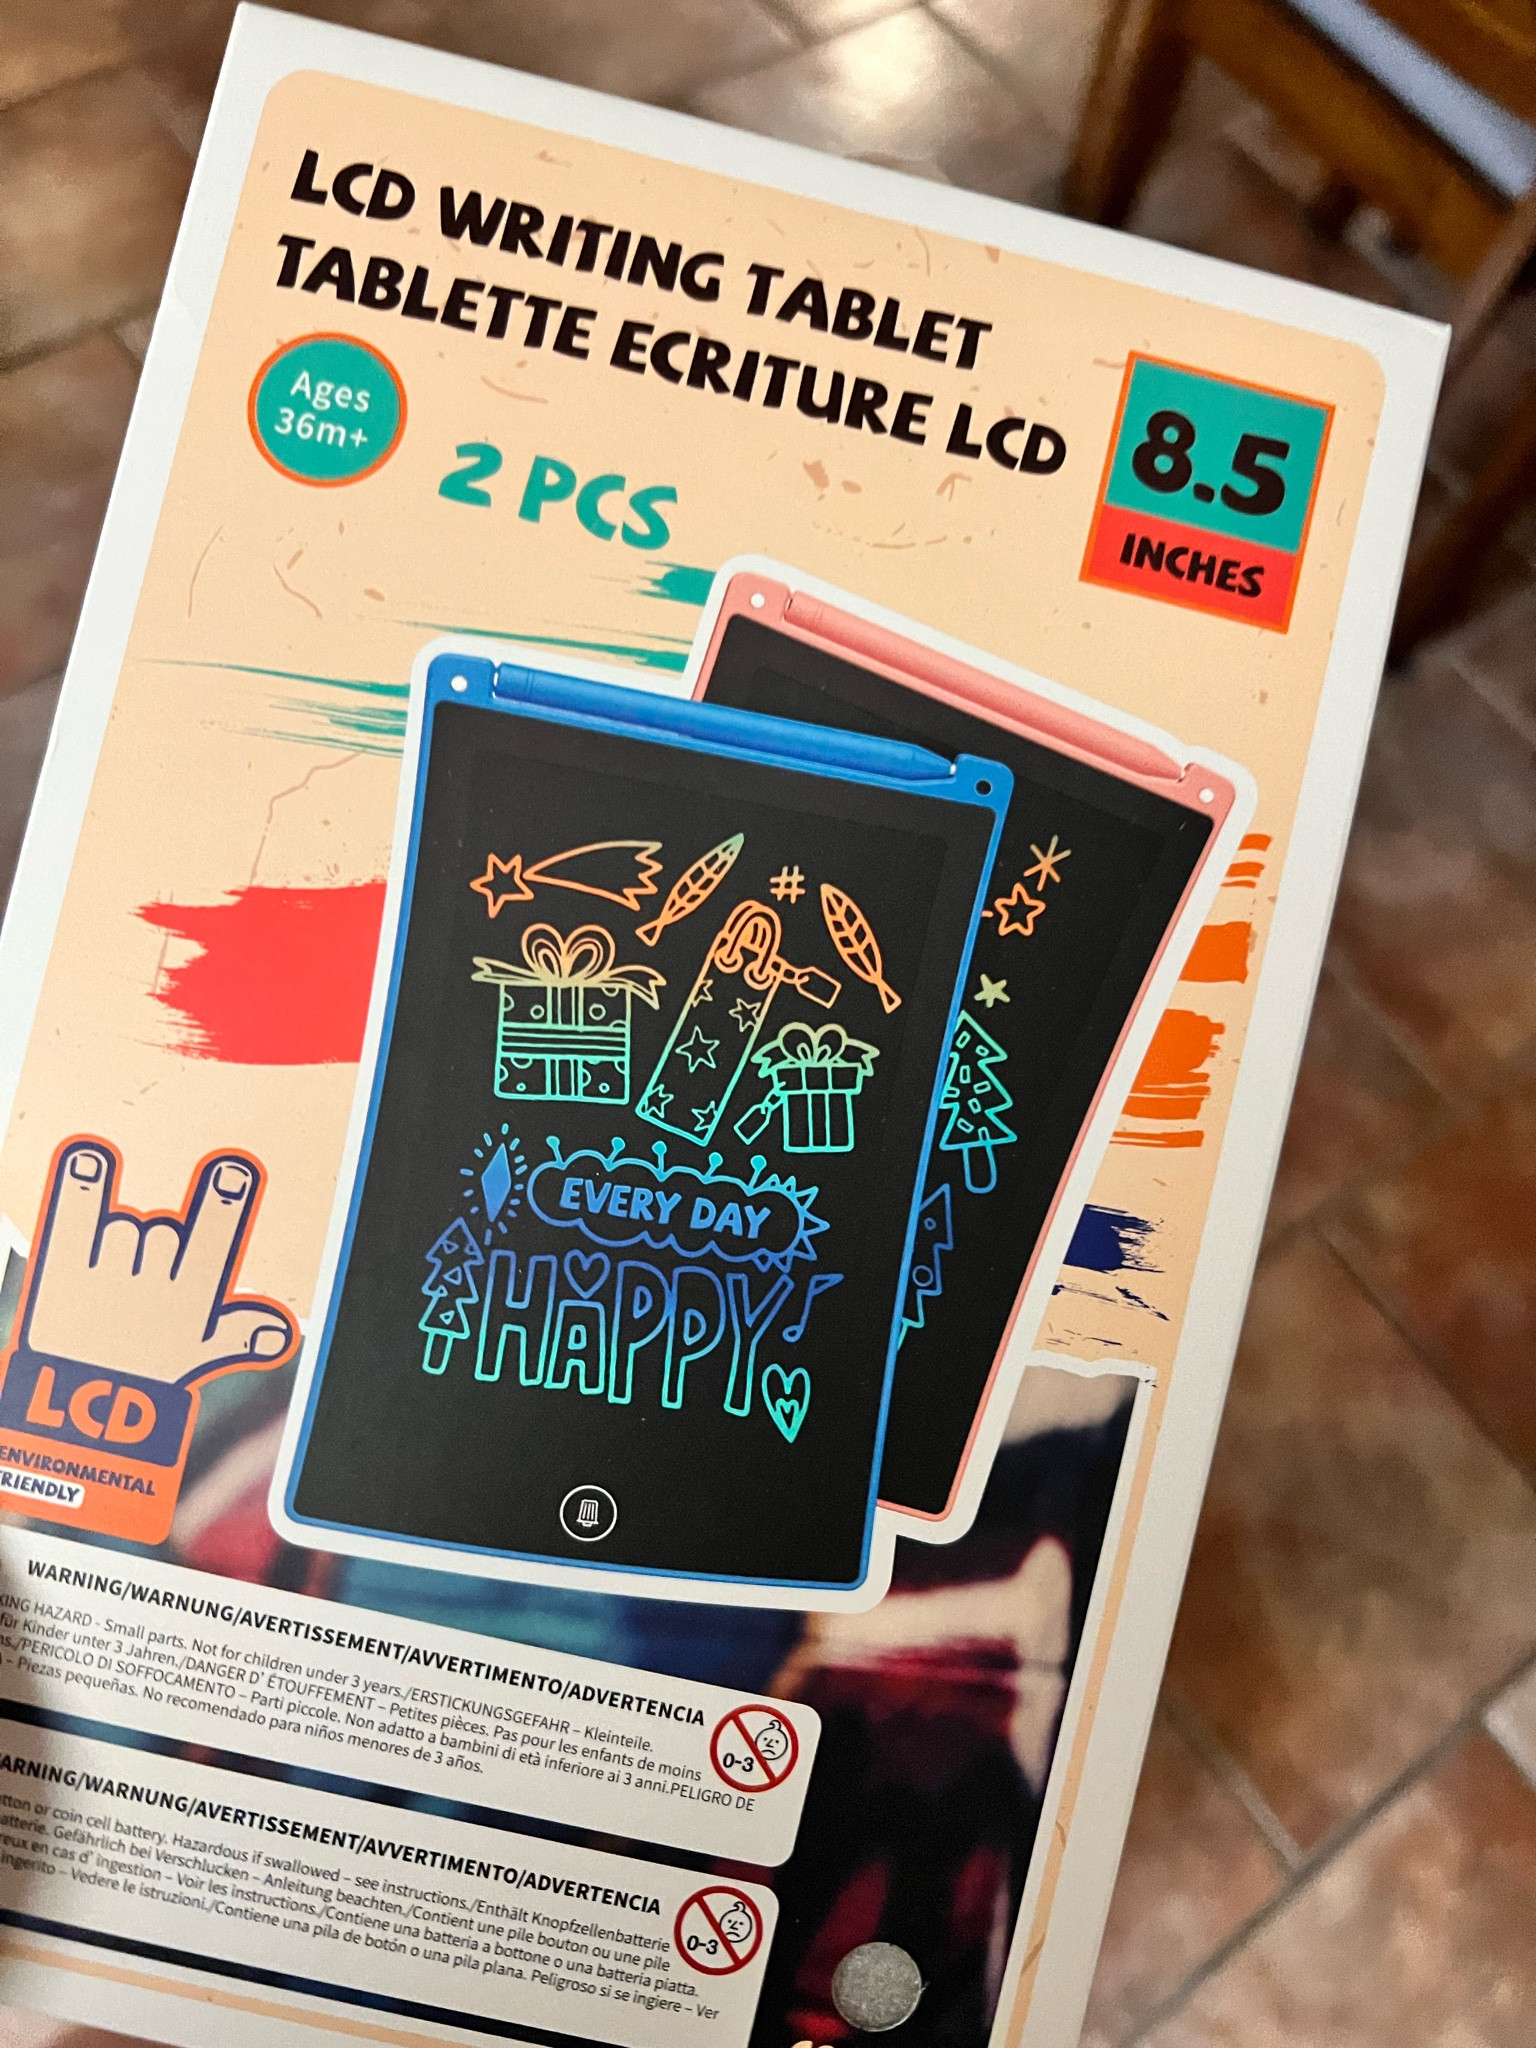 LCD WRITING TABLET
TABLETTE ECRITURE LCD
Ages
36m+
2 PCS
8.5
INCHES
#
EVERY DAY
HAPPY
LCD
ENVIRONMENTAL
FRIENDLY
WARNING/WARNUNG/AVERTISSEMENT/AVVERTIMENTO/ADVERTENCIA
HAZARD - Small parts. Not for children under 3 years./ERSTICKUNGSGEFAHR – Kleinteile.
für Kinder unter 3 Jahren./DANGER D' ÉTOUFFEMENT – Petites pièces. Pas pour les enfants de moins
PERICOLO DI SOFFOCAMENTO – Parti piccole. Non adatto a bambini di età inferiore ai 3 anni.PELIGRO DE
– Piezas pequeñas. No recomendado para niños menores de 3 años.
0-3
WARNING/WARNUNG/AVERTISSEMENT/AVVERTIMENTO/ADVERTENCIA
or coin cell battery. Hazardous if swallowed – see instructions./Enthält Knopfzellenbatterie
Gefährlich bei Verschlucken – Anleitung beachten./Contient une pile bouton ou une pile
en cas d' ingestion – Voir les instructions./Contiene una batteria a bottone o una batteria piatta.
ingerito – Vedere le istruzioni./Contiene una pila de botón o una pila plana. Peligroso si se ingiere – Ver
0-3